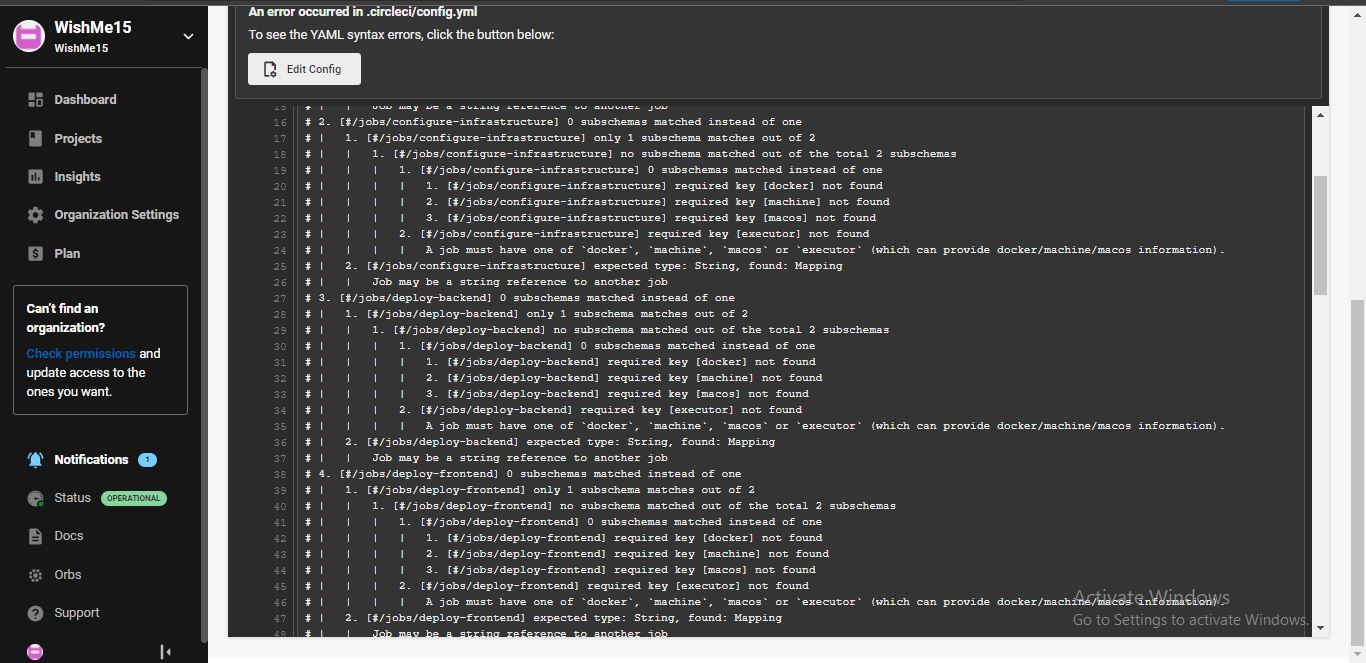 WishMe15
WishMe15
Dashboard
Projects
Insights
Organization Settings
Plan
Can't find an
organization?
Check permissions and
update access to the
ones you want.
Notifications 1
Status OPERATIONAL
Docs
Orbs
Support
An error occurred in .circleci/config.yml
To see the YAML syntax errors, click the button below:
Edit Config
15 # | | Job may be a string reference to another job
16 # 2. [#/jobs/configure-infrastructure] 0 subschemas matched instead of one
17 # | 1. [#/jobs/configure-infrastructure] only 1 subschema matches out of 2
18 # | | 1. [#/jobs/configure-infrastructure] no subschema matched out of the total 2 subschemas
19 # | | | 1. [#/jobs/configure-infrastructure] 0 subschemas matched instead of one
20 # | | | | 1. [#/jobs/configure-infrastructure] required key [docker] not found
21 # | | | | 2. [#/jobs/configure-infrastructure] required key [machine] not found
22 # | | | | 3. [#/jobs/configure-infrastructure] required key [macos] not found
23 # | | | 2. [#/jobs/configure-infrastructure] required key [executor] not found
24 # | | | | A job must have one of `docker`, `machine`, `macos` or `executor` (which can provide docker/machine/macos information).
25 # | 2. [#/jobs/configure-infrastructure] expected type: String, found: Mapping
26 # | | Job may be a string reference to another job
27 # 3. [#/jobs/deploy-backend] 0 subschemas matched instead of one
28 # | 1. [#/jobs/deploy-backend] only 1 subschema matches out of 2
29 # | | 1. [#/jobs/deploy-backend] no subschema matched out of the total 2 subschemas
30 # | | | 1. [#/jobs/deploy-backend] 0 subschemas matched instead of one
31 # | | | | 1. [#/jobs/deploy-backend] required key [docker] not found
32 # | | | | 2. [#/jobs/deploy-backend] required key [machine] not found
33 # | | | | 3. [#/jobs/deploy-backend] required key [macos] not found
34 # | | | 2. [#/jobs/deploy-backend] required key [executor] not found
35 # | | | | A job must have one of `docker`, `machine`, `macos` or `executor` (which can provide docker/machine/macos information).
36 # | 2. [#/jobs/deploy-backend] expected type: String, found: Mapping
37 # | | Job may be a string reference to another job
38 # 4. [#/jobs/deploy-frontend] 0 subschemas matched instead of one
39 # | 1. [#/jobs/deploy-frontend] only 1 subschema matches out of 2
40 # | | 1. [#/jobs/deploy-frontend] no subschema matched out of the total 2 subschemas
41 # | | | 1. [#/jobs/deploy-frontend] 0 subschemas matched instead of one
42 # | | | | 1. [#/jobs/deploy-frontend] required key [docker] not found
43 # | | | | 2. [#/jobs/deploy-frontend] required key [machine] not found
44 # | | | | 3. [#/jobs/deploy-frontend] required key [macos] not found
45 # | | | 2. [#/jobs/deploy-frontend] required key [executor] not found
46 # | | | | A job must have one of `docker`, `machine`, `macos` or `executor` (which can provide docker/machine/macos information).
47 # | 2. [#/jobs/deploy-frontend] expected type: String, found: Mapping
48 # | | Job may be a string reference to another job
Activate Windows
Go to Settings to activate Windows.